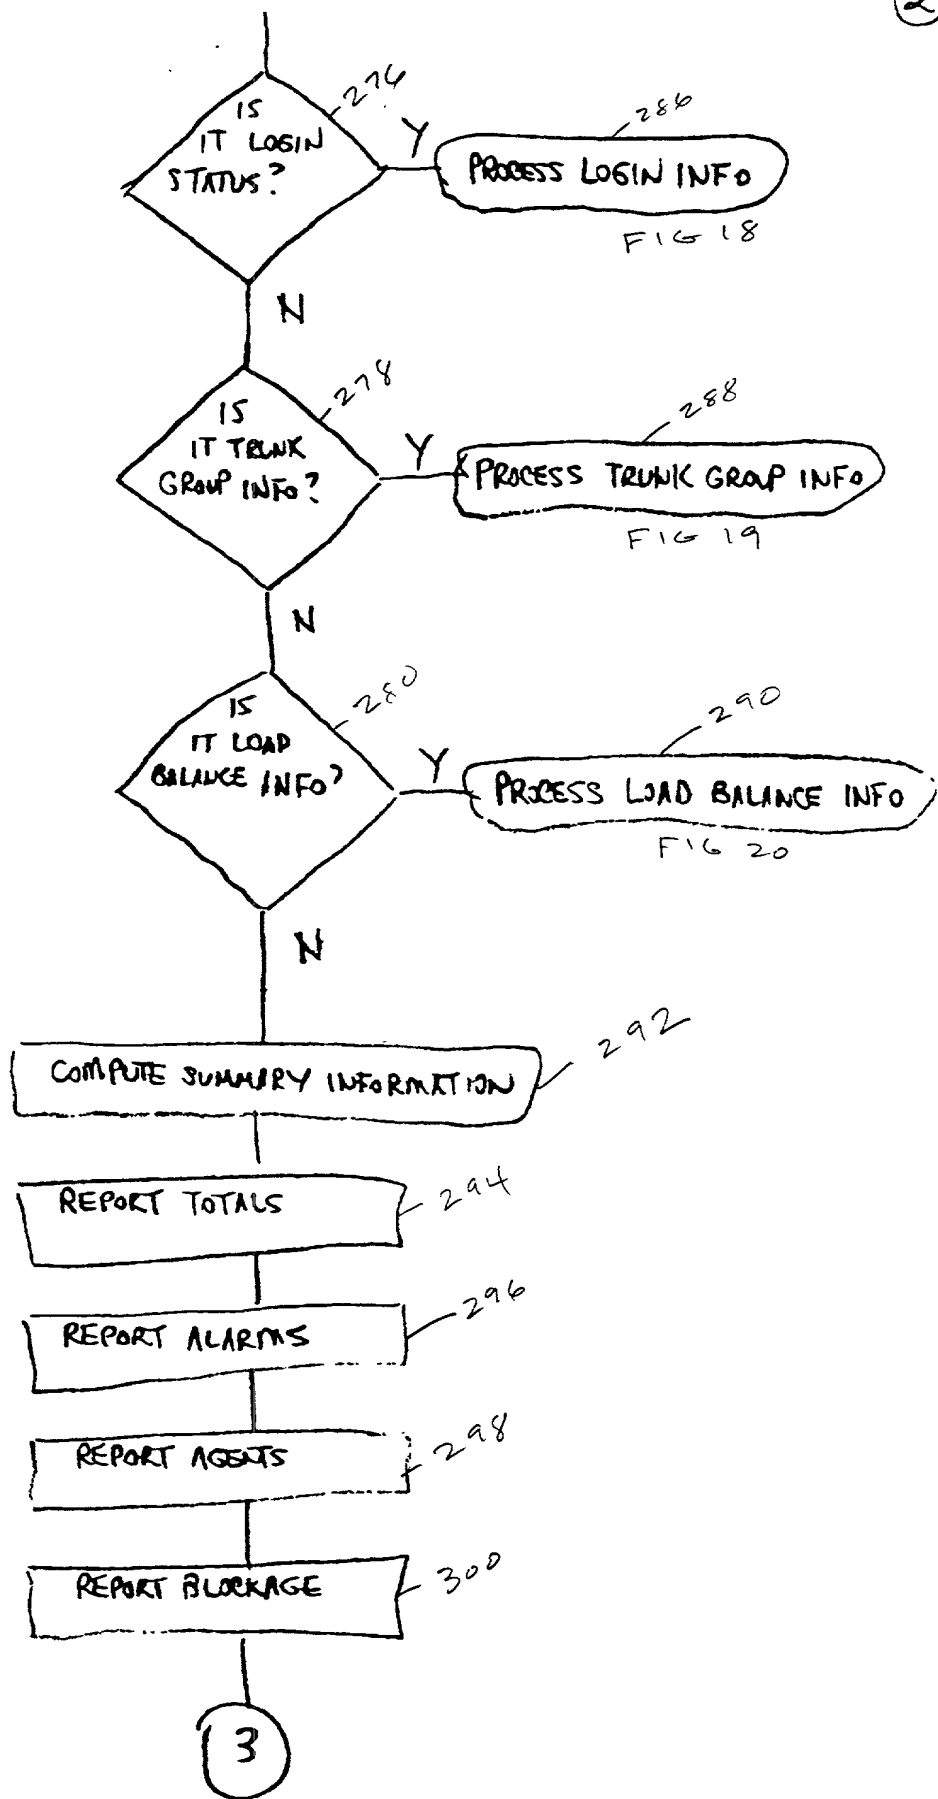 2
IS
IT LOGIN
STATUS?
276
Y
PROCESS LOGIN INFO
286
FIG 18
N
IS
IT TRUNK
GROUP INFO?
278
Y
PROCESS TRUNK GROUP INFO
288
FIG 19
N
IS
IT LOAD
BALANCE INFO?
280
Y
PROCESS LOAD BALANCE INFO
290
FIG 20
N
COMPUTE SUMMARY INFORMATION
292
REPORT TOTALS
294
REPORT ALARMS
296
REPORT AGENTS
298
REPORT BLOCKAGE
300
3